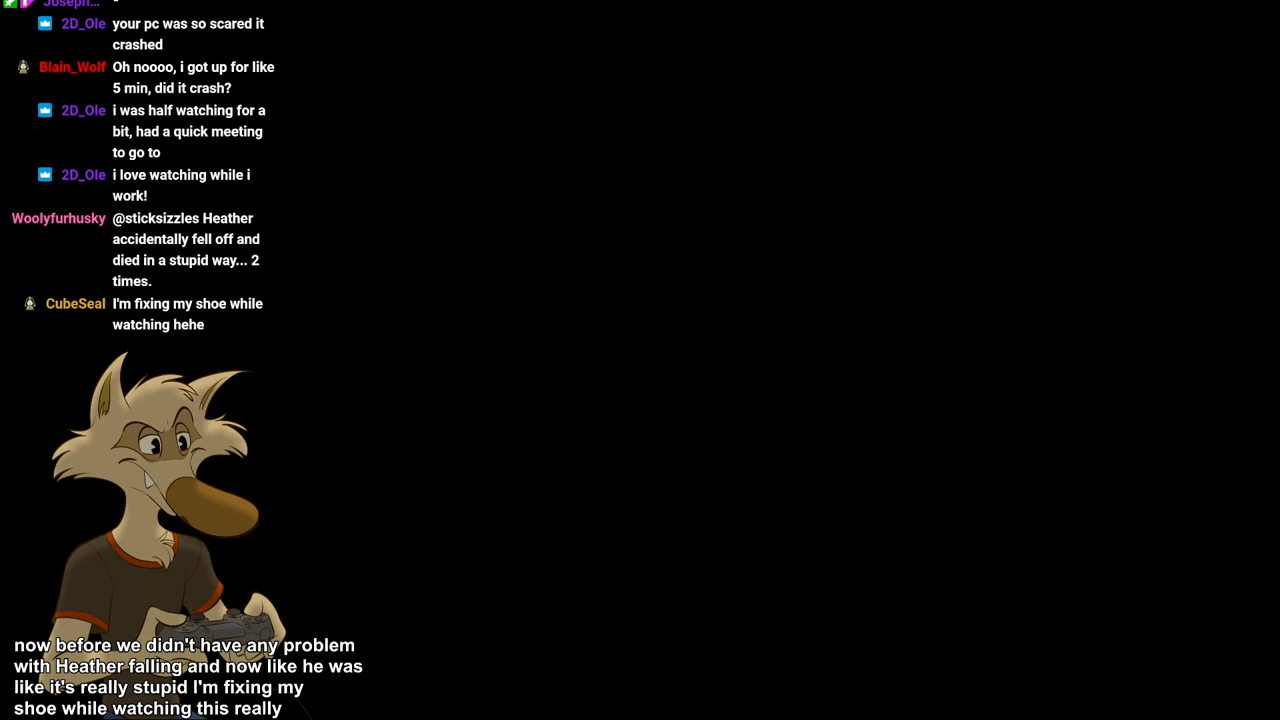 Joseph...
2D_Ole your pc was so scared it
crashed
Blain_Wolf Oh noooo, i got up for like
5 min, did it crash?
2D_Ole i was half watching for a
bit, had a quick meeting
to go to
2D_Ole i love watching while i
work!
Woolyfurhusky @sticksizzles Heather
accidentally fell off and
died in a stupid way... 2
times.
CubeSeal I'm fixing my shoe while
watching hehe
now before we didn't have any problem
with Heather falling and now like he was
like it's really stupid I'm fixing my
shoe while watching this really